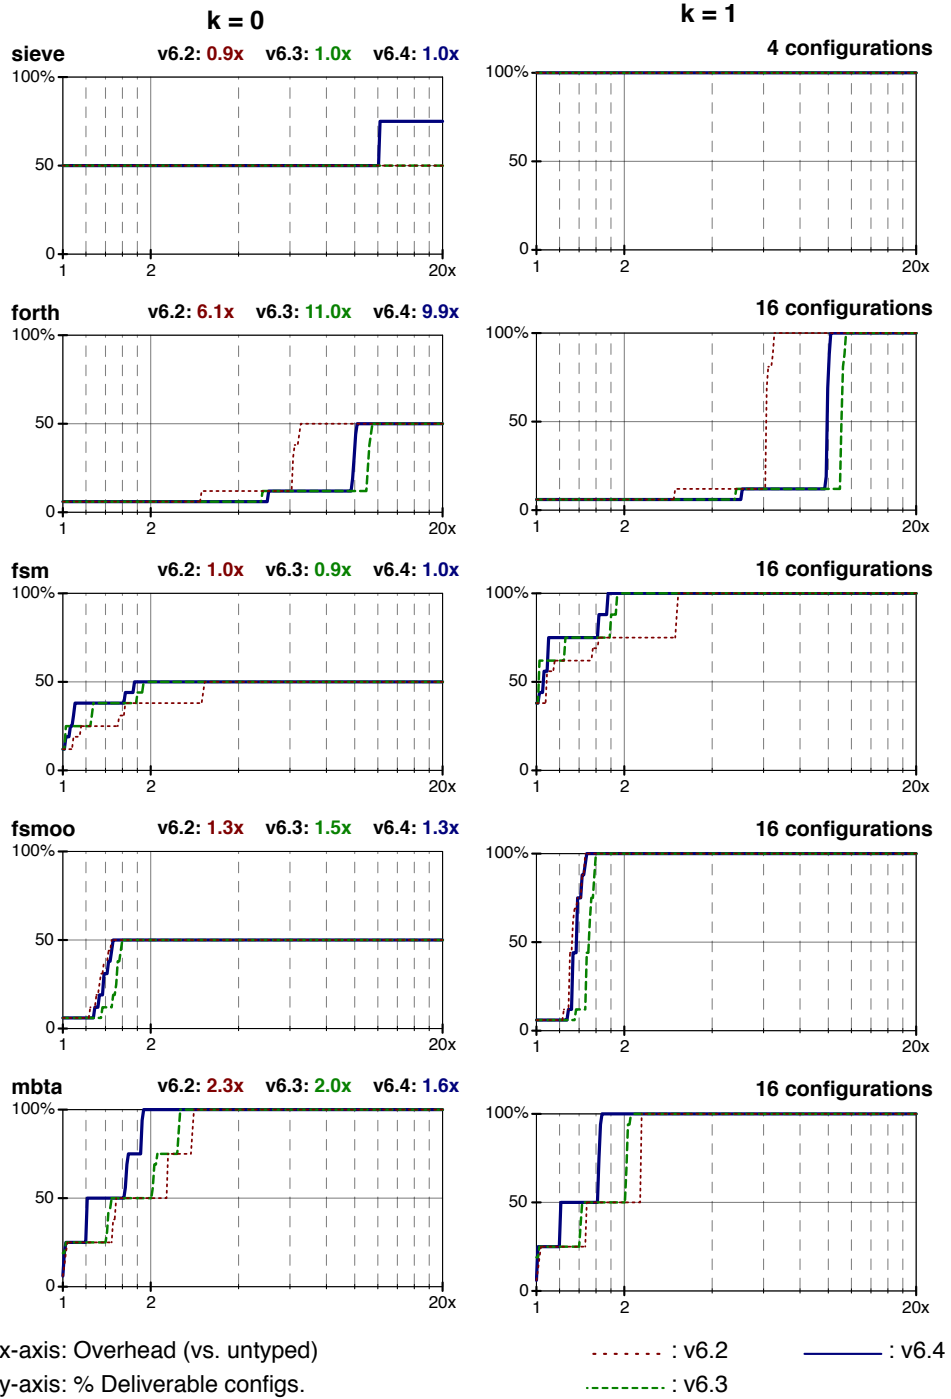 k = 0
k = 1
sieve v6.2: 0.9x v6.3: 1.0x v6.4: 1.0x
4 configurations
100%
50
0
1 2 20x
100%
50
0
1 2 20x
forth v6.2: 6.1x v6.3: 11.0x v6.4: 9.9x
16 configurations
100%
50
0
1 2 20x
100%
50
0
1 2 20x
fsm v6.2: 1.0x v6.3: 0.9x v6.4: 1.0x
16 configurations
100%
50
0
1 2 20x
100%
50
0
1 2 20x
fsmoo v6.2: 1.3x v6.3: 1.5x v6.4: 1.3x
16 configurations
100%
50
0
1 2 20x
100%
50
0
1 2 20x
mbta v6.2: 2.3x v6.3: 2.0x v6.4: 1.6x
16 configurations
100%
50
0
1 2 20x
100%
50
0
1 2 20x
x-axis: Overhead (vs. untyped)
y-axis: % Deliverable configs.
: v6.2 : v6.4
: v6.3